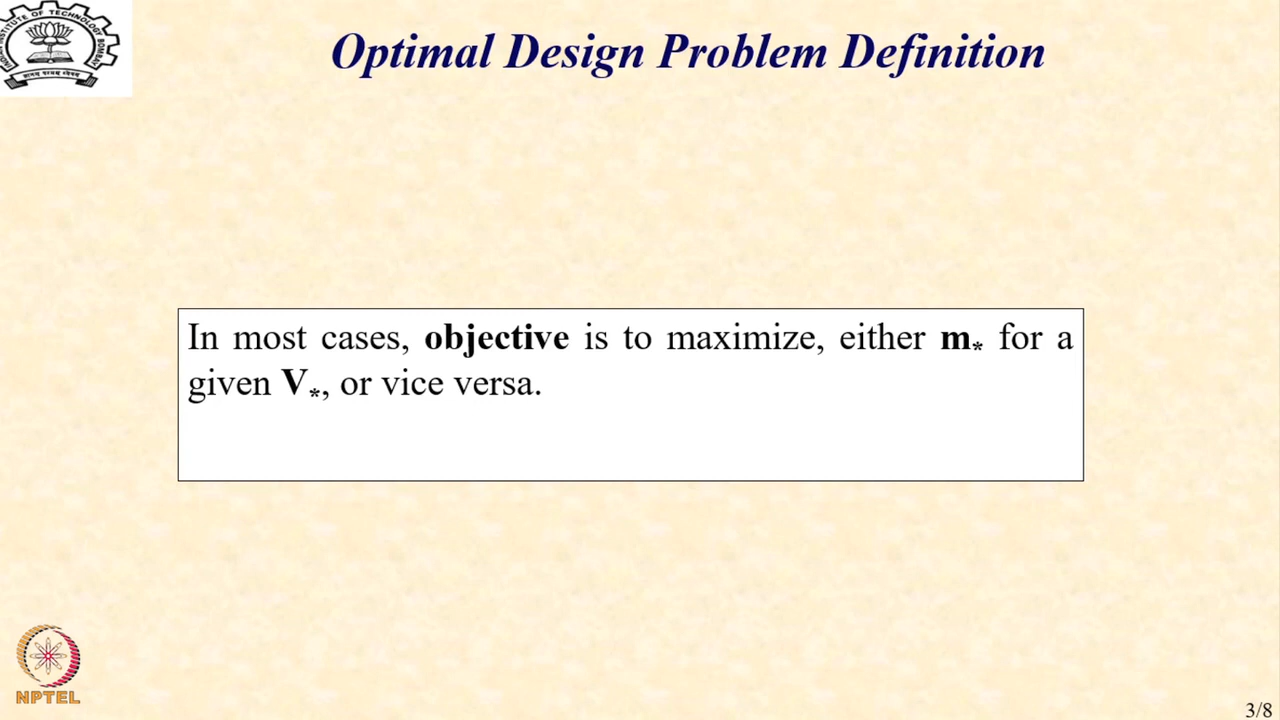 Optimal Design Problem Definition
In most cases, objective is to maximize, either m* for a
given V*, or vice versa.
NPTEL
3/8